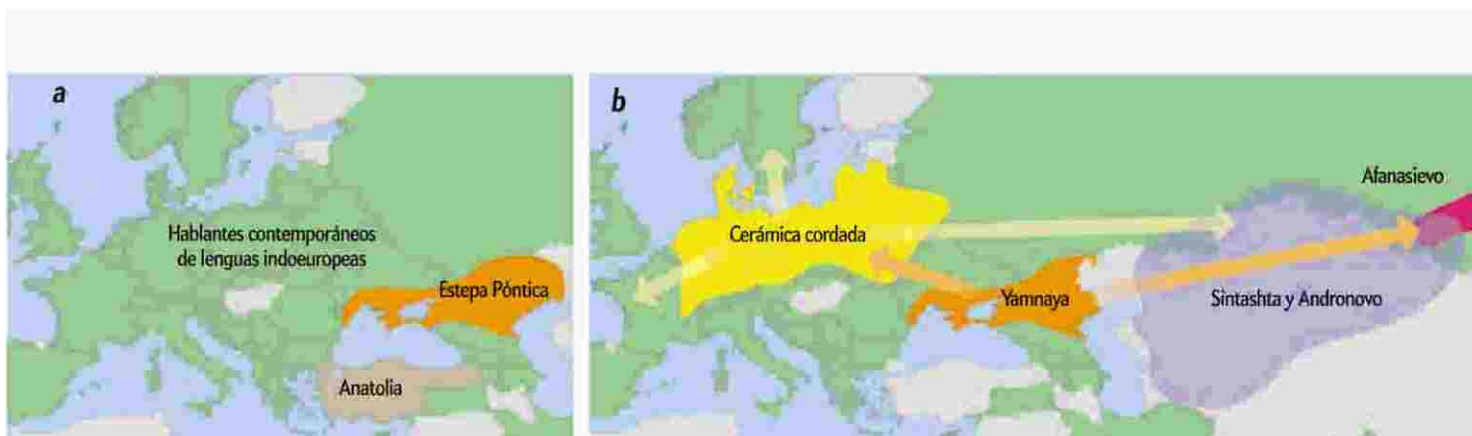 a
Hablantes contemporáneos
de lenguas indoeuropeas
Estepa Póntica
Anatolia
b
Afanasievo
Cerámica cordada
Yamnaya
Sintashta y Andronovo